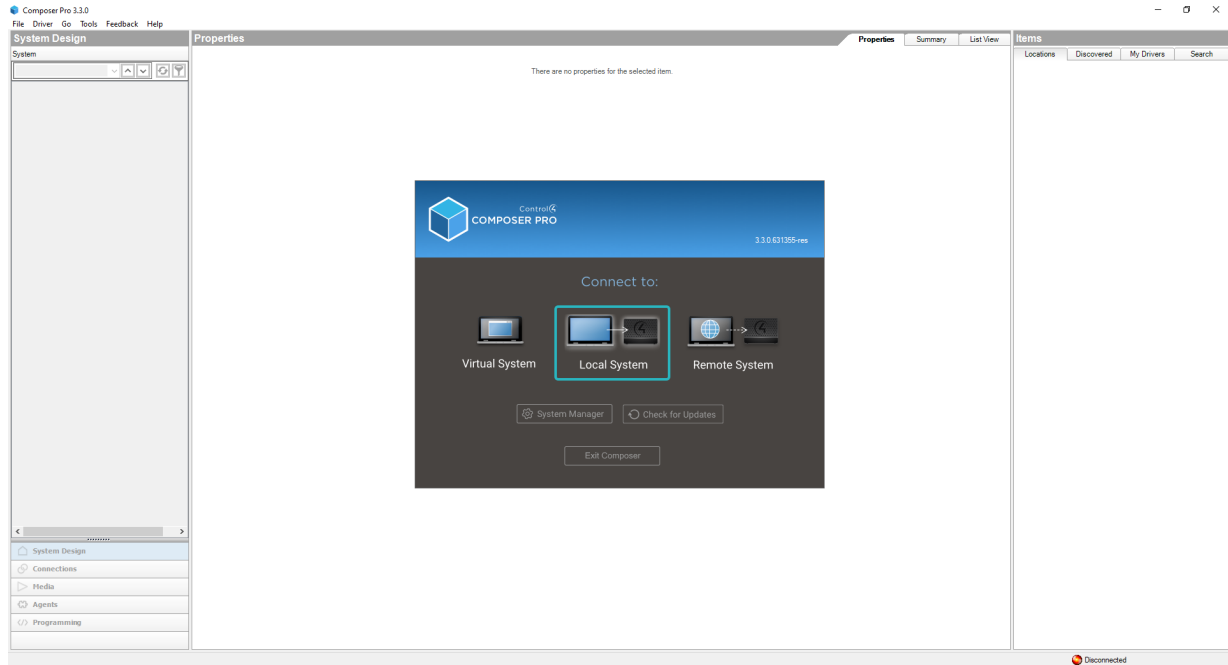 Composer Pro 3.3.0
File Driver Go Tools Feedback Help
System Design
Properties
Properties Summary List View
Items
System
Locations Discovered My Drivers Search
There are no properties for the selected item.
Control4
COMPOSER PRO
3.3.0.631355-res
Connect to:
Virtual System Local System Remote System
System Manager Check for Updates
Exit Composer
System Design
Connections
Media
Agents
Programming
Disconnected